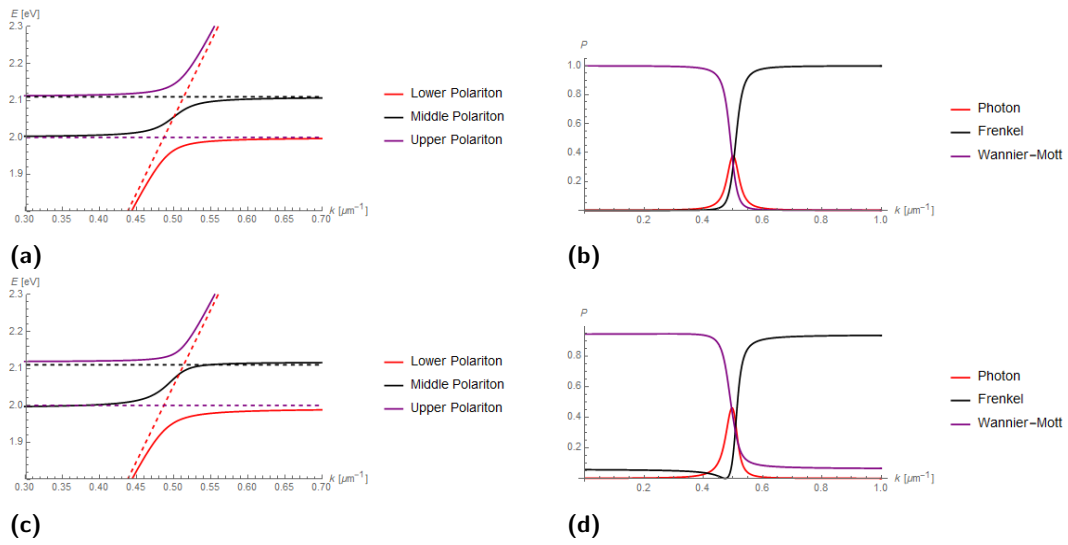 E [eV]
2.3
2.2
2.1
2.0
1.9
0.30 0.35 0.40 0.45 0.50 0.55 0.60 0.65 0.70
k [μm⁻¹]
Lower Polariton
Middle Polariton
Upper Polariton
(a)
P
1.0
0.8
0.6
0.4
0.2
0.2 0.4 0.6 0.8 1.0
k [μm⁻¹]
Photon
Frenkel
Wannier–Mott
(b)
E [eV]
2.3
2.2
2.1
2.0
1.9
0.30 0.35 0.40 0.45 0.50 0.55 0.60 0.65 0.70
k [μm⁻¹]
Lower Polariton
Middle Polariton
Upper Polariton
(c)
P
0.8
0.6
0.4
0.2
0.2 0.4 0.6 0.8 1.0
k [μm⁻¹]
Photon
Frenkel
Wannier–Mott
(d)